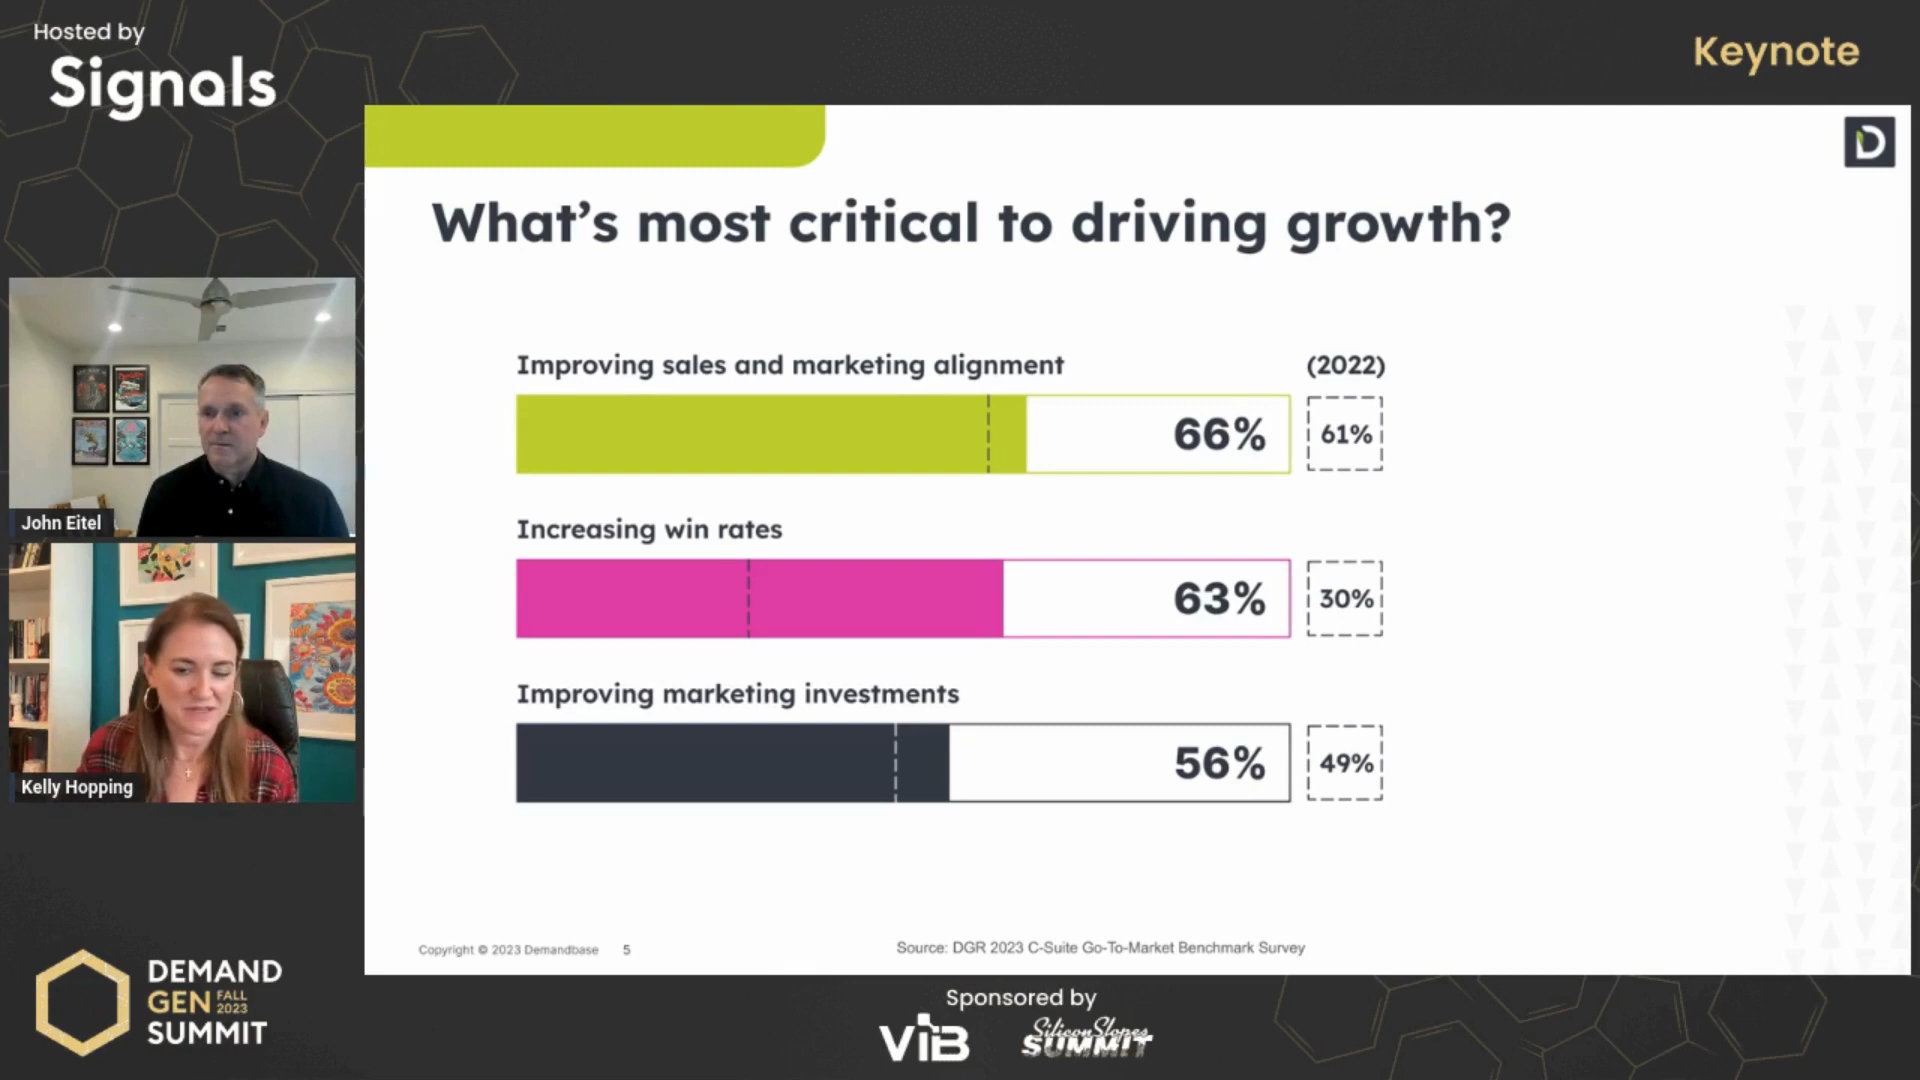 Hosted by
Signals
Keynote
D
What's most critical to driving growth?
Improving sales and marketing alignment
(2022)
66%
61%
Increasing win rates
63%
30%
Improving marketing investments
56%
49%
John Eitel
Kelly Hopping
Copyright © 2023 Demandbase 5
Source: DGR 2023 C-Suite Go-To-Market Benchmark Survey
DEMAND
GEN FALL 2023
SUMMIT
Sponsored by
ViB
Silicon Slopes
SUMMIT